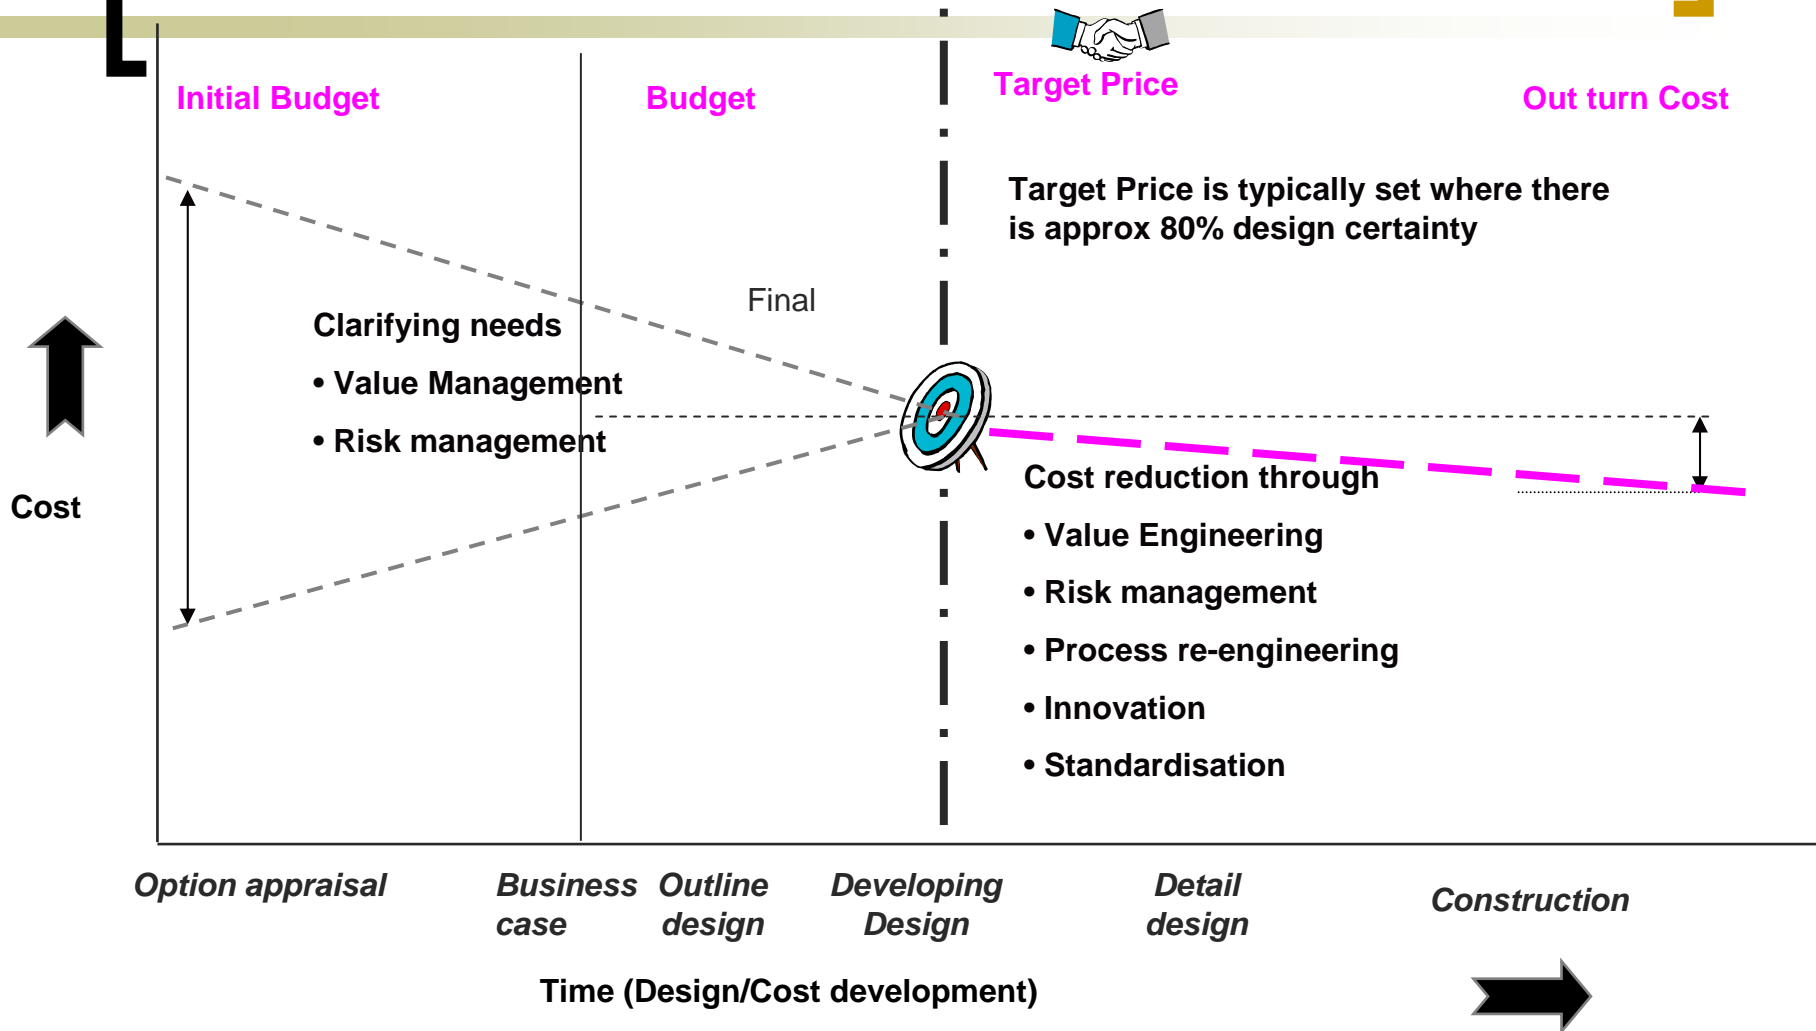 Initial Budget
Budget
Target Price
Out turn Cost
Target Price is typically set where there
is approx 80% design certainty
Final
Clarifying needs
• Value Management
• Risk management
Cost
Cost reduction through
• Value Engineering
• Risk management
• Process re-engineering
• Innovation
• Standardisation
Option appraisal
Business
case
Outline
design
Developing
Design
Detail
design
Construction
Time (Design/Cost development)